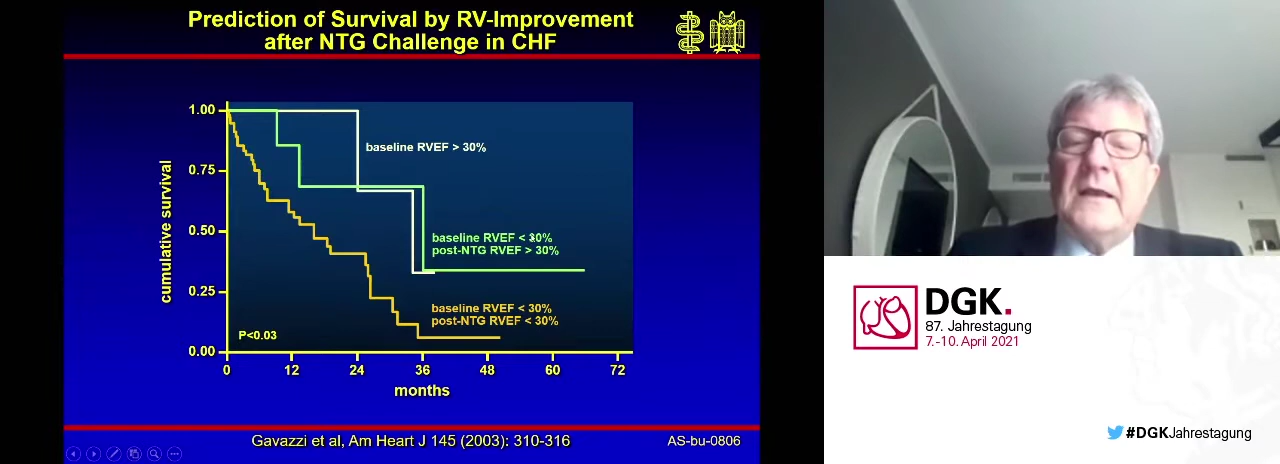 Prediction of Survival by RV-Improvement
after NTG Challenge in CHF
1.00
0.75
0.50
0.25
0.00
cumulative survival
baseline RVEF > 30%
baseline RVEF < 30%
post-NTG RVEF > 30%
baseline RVEF < 30%
post-NTG RVEF < 30%
P<0.03
0 12 24 36 48 60 72
months
Gavazzi et al, Am Heart J 145 (2003): 310-316
AS-bu-0806
DGK.
87. Jahrestagung
7.-10. April 2021
#DGKJahrestagung